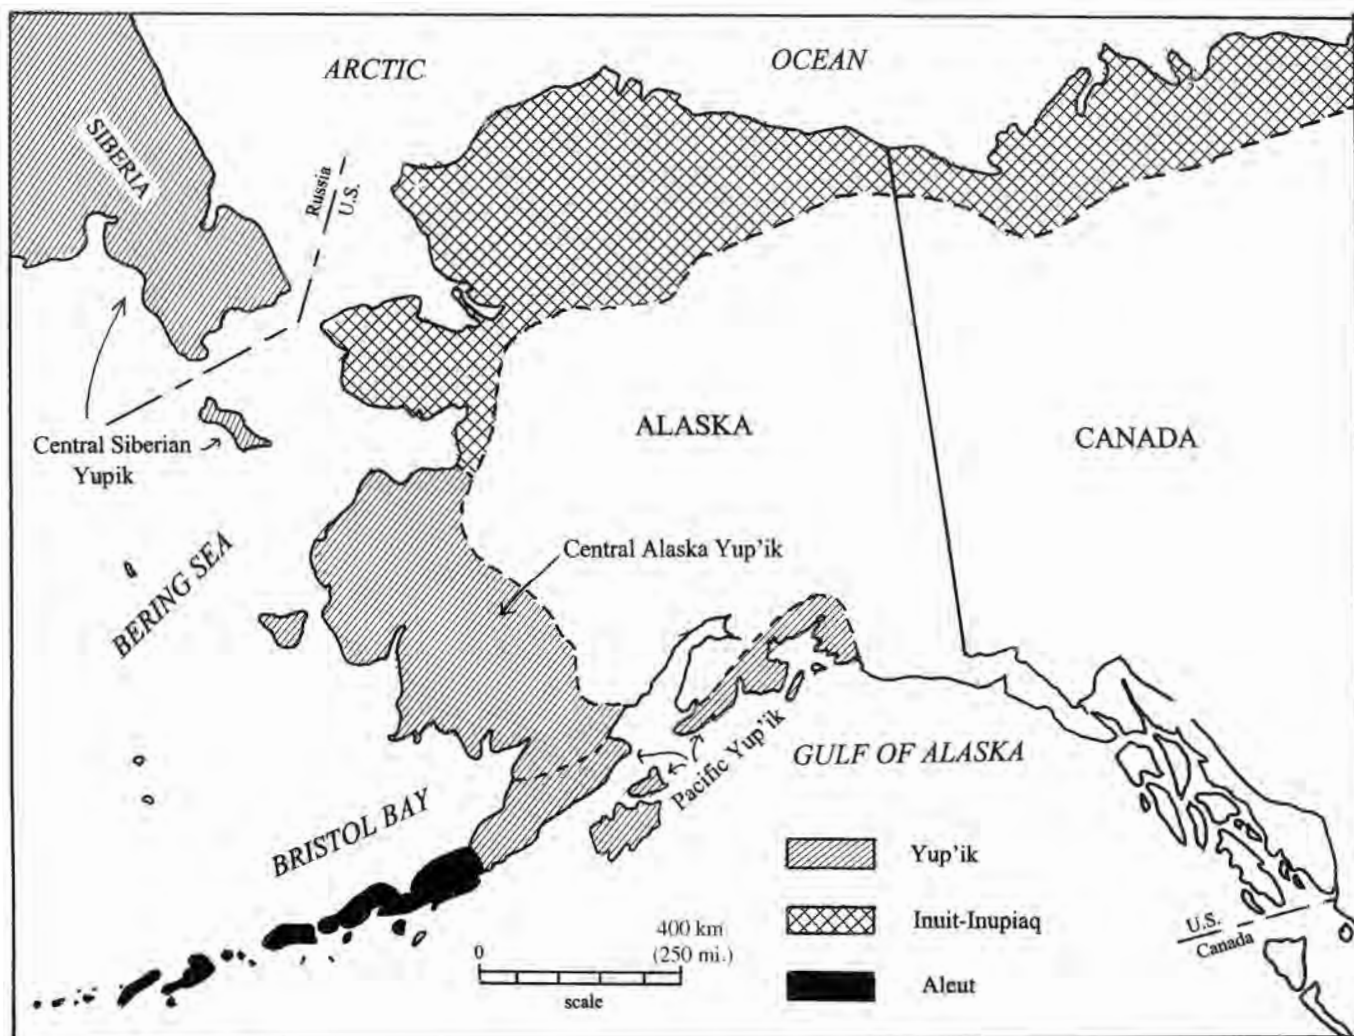 ARCTIC
OCEAN
SIBERIA
Russia
U.S.
ALASKA
CANADA
Central Siberian
Yupik
Central Alaska Yup’ik
BERING SEA
Pacific Yup’ik
GULF OF ALASKA
BRISTOL BAY
Yup’ik
Inuit-Inupiaq
Aleut
400 km
0
(250 mi.)
scale
U.S.
Canada